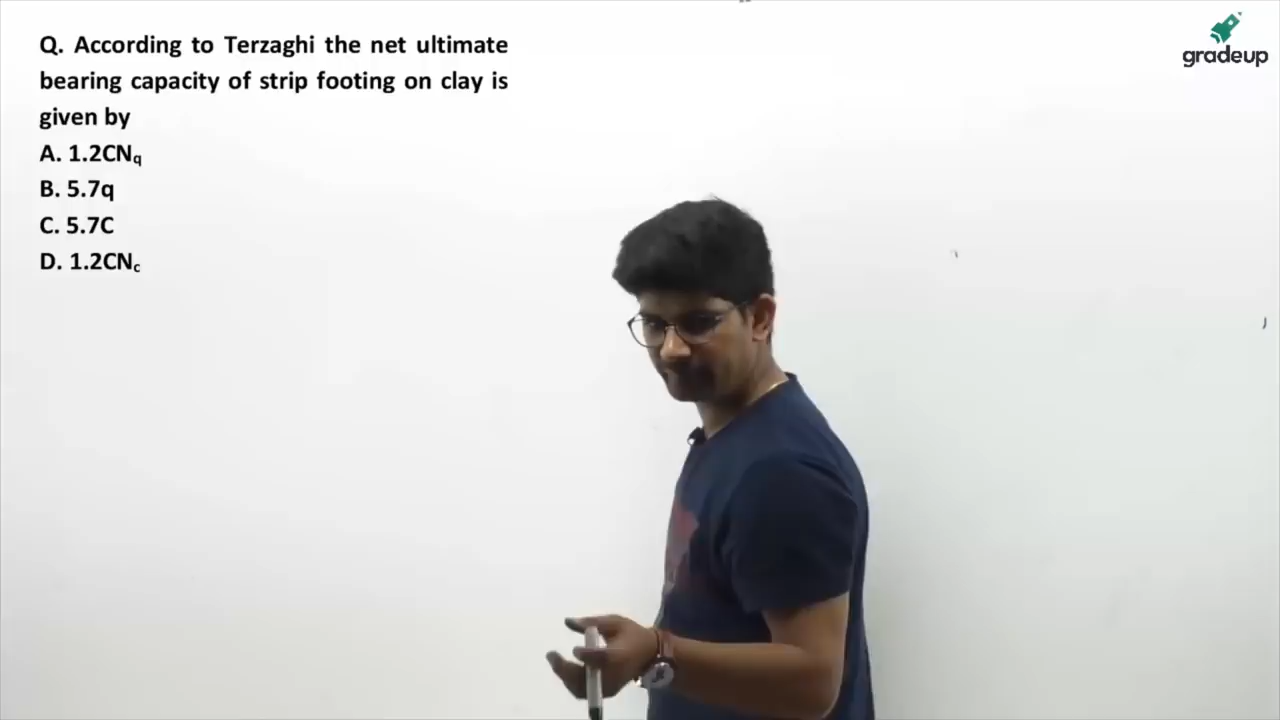 Q. According to Terzaghi the net ultimate
bearing capacity of strip footing on clay is
given by
A. 1.2CNq
B. 5.7q
C. 5.7C
D. 1.2CNc
gradeup